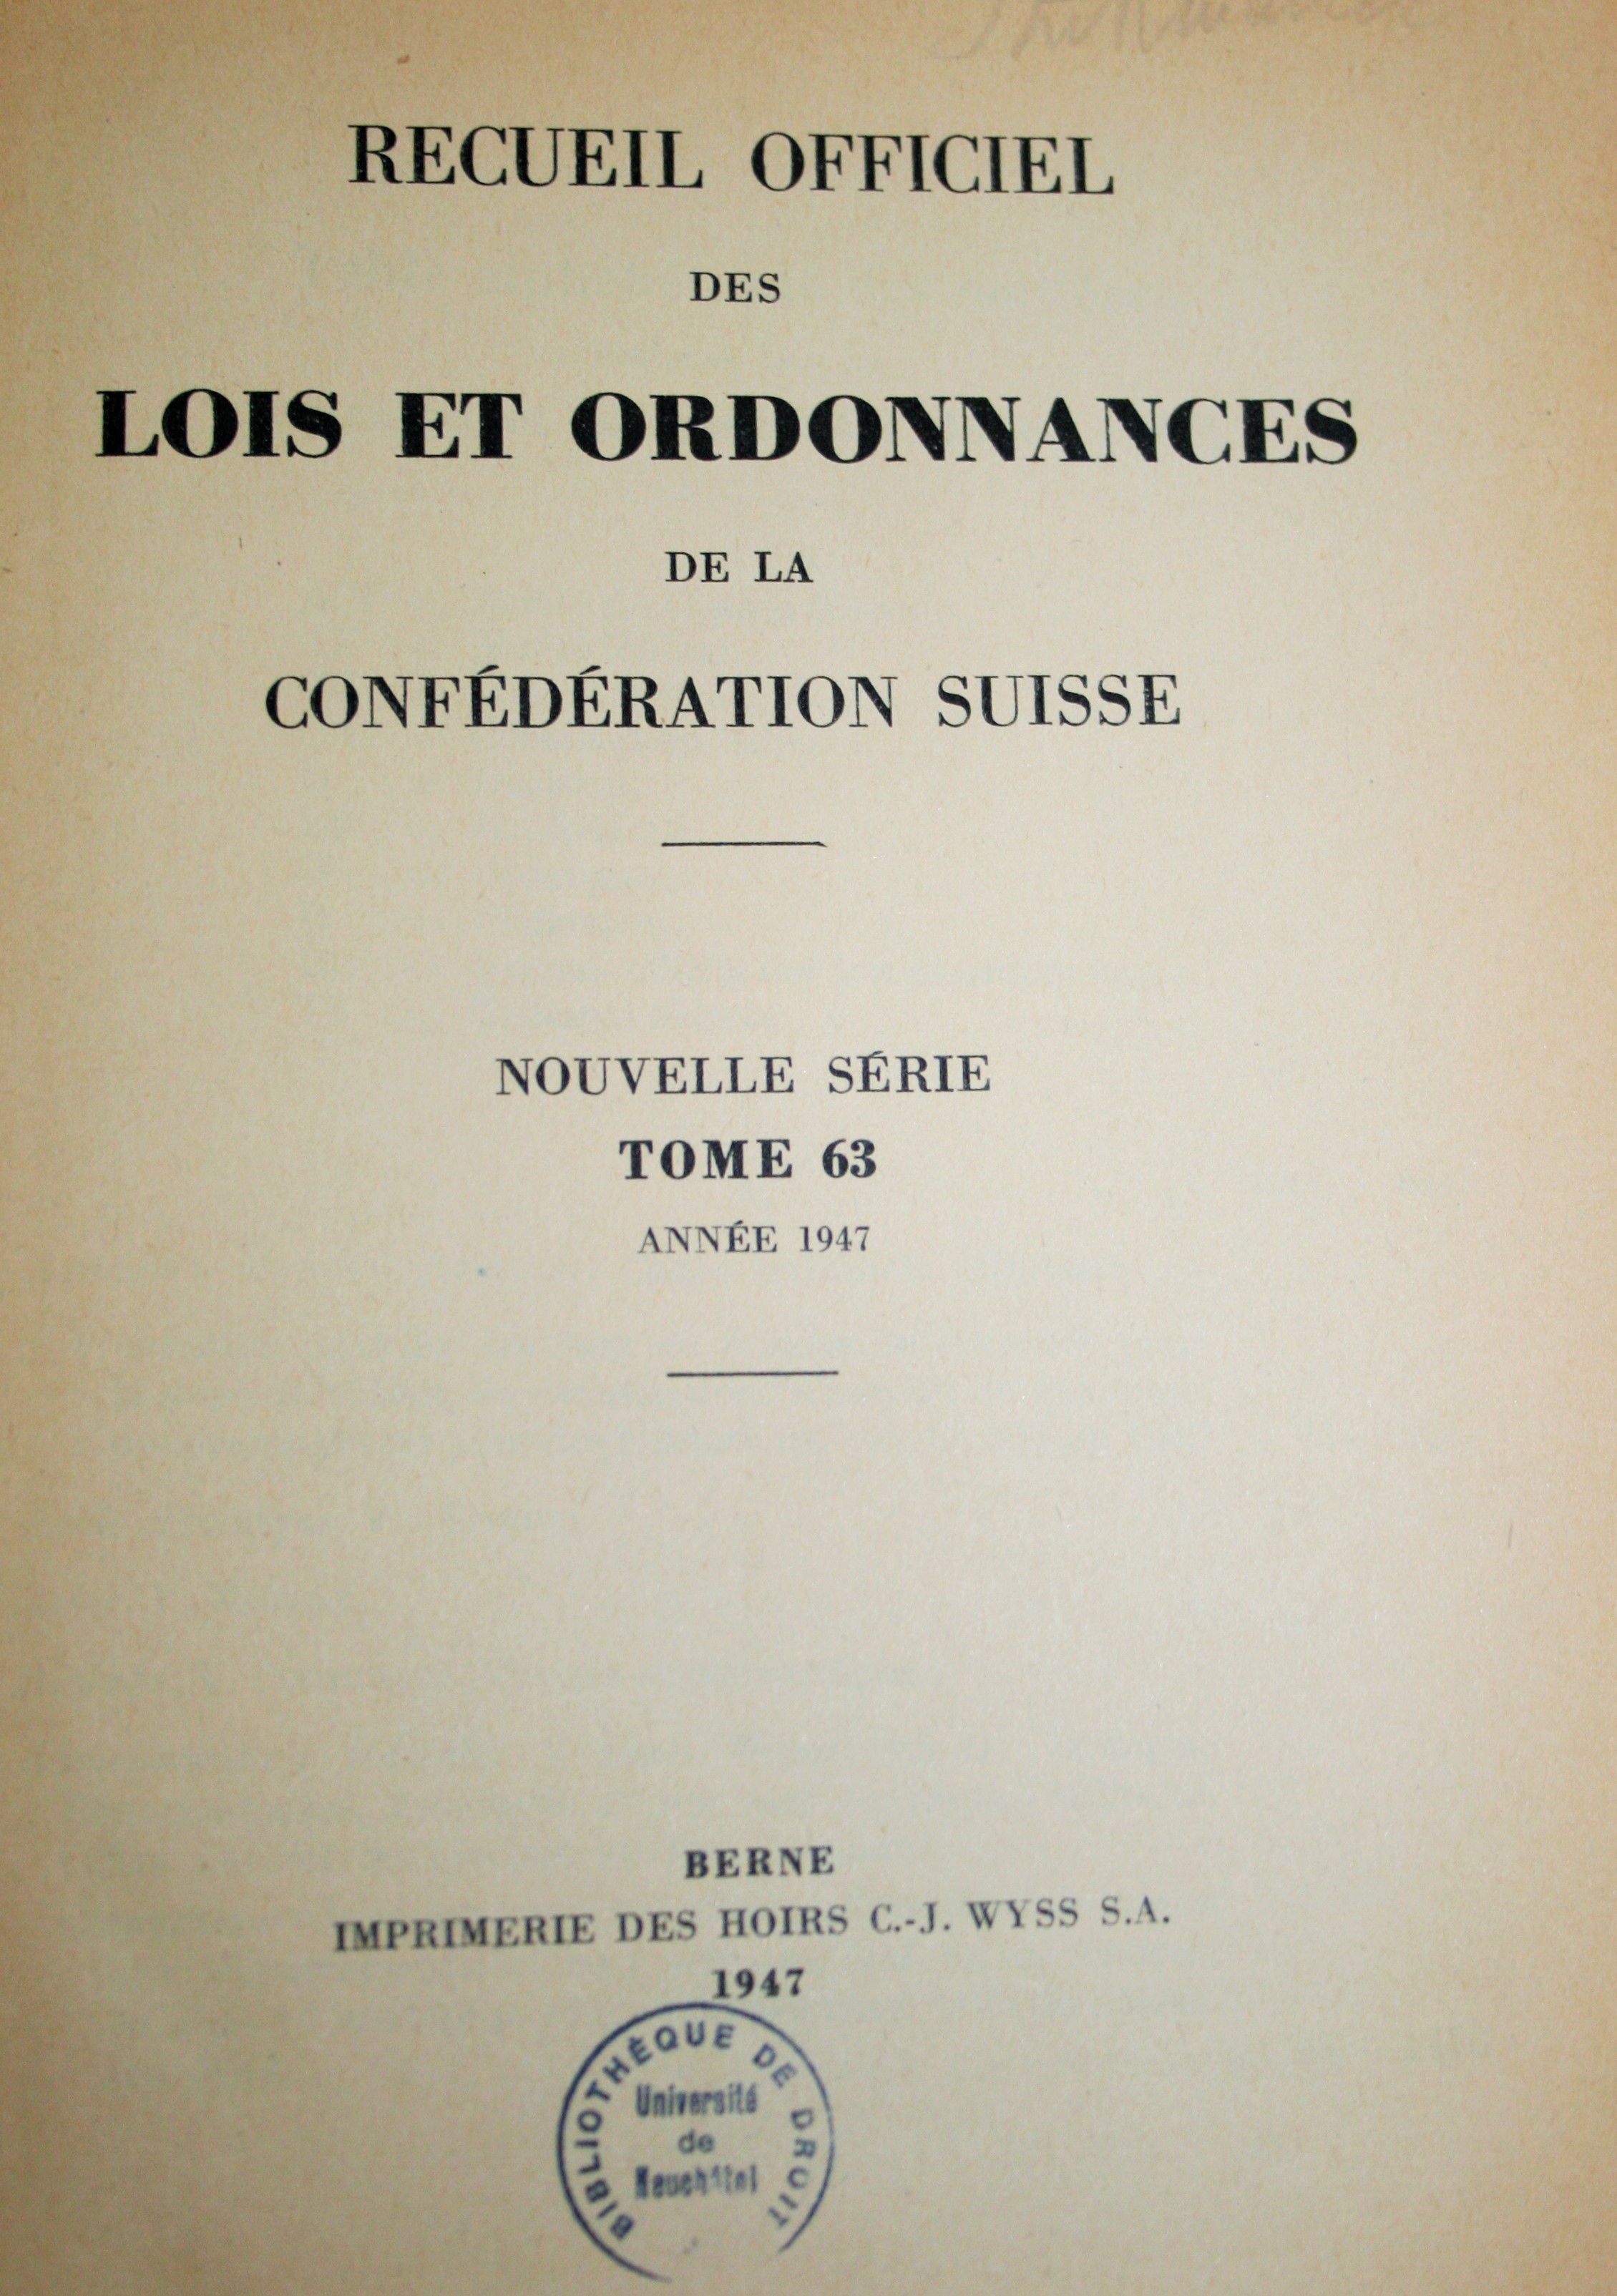 RECUEIL OFFICIEL
DES
LOIS ET ORDONNANCES
DE LA
CONFÉDÉRATION SUISSE
NOUVELLE SÉRIE
TOME 63
ANNÉE 1947
BERNE
IMPRIMERIE DES HOIRS C.-J. WYSS S.A.
1947
BIBLIOTHÈQUE DE DROIT
Université
de
Neuchâtel